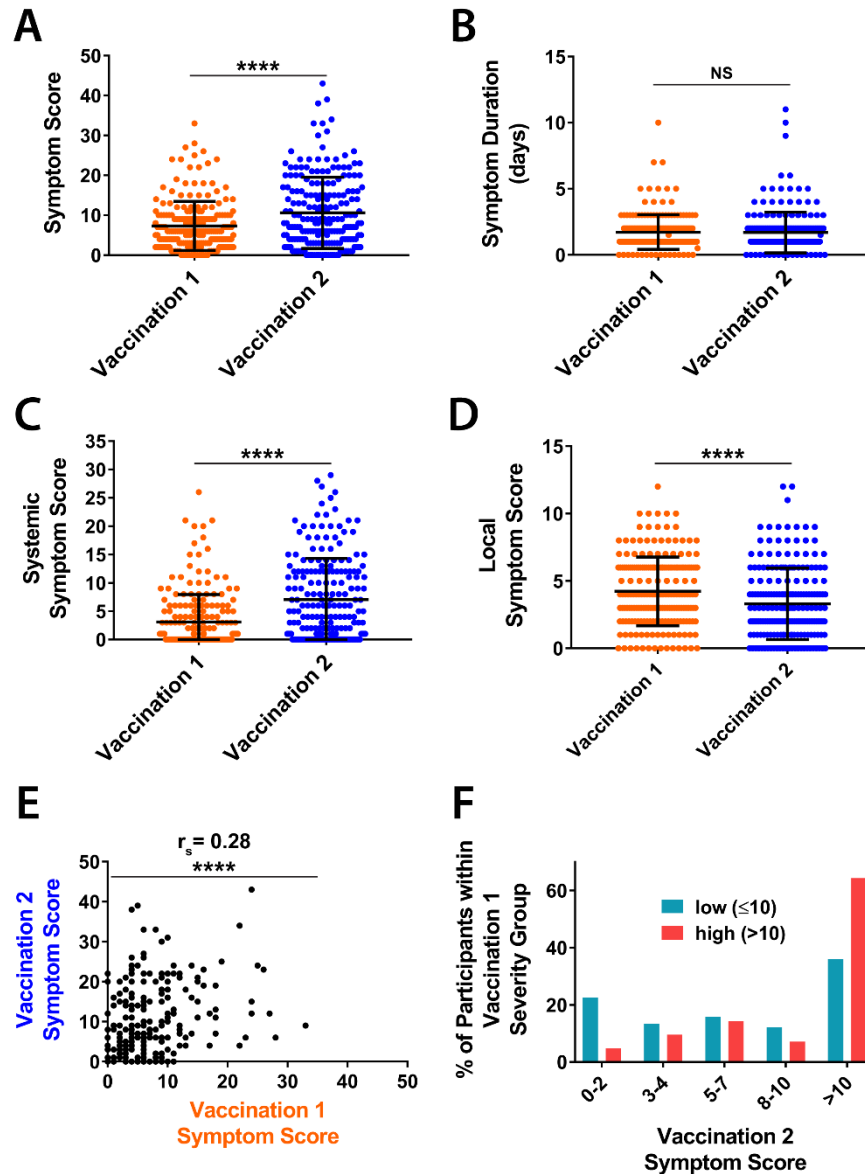 A
Symptom Score
50
40
30
20
10
0
****
Vaccination 1
Vaccination 2
B
Symptom Duration
(days)
15
10
5
0
NS
Vaccination 1
Vaccination 2
C
Systemic
Symptom Score
35
30
25
20
15
10
5
0
****
Vaccination 1
Vaccination 2
D
Local
Symptom Score
15
10
5
0
****
Vaccination 1
Vaccination 2
E
rs= 0.28
****
Vaccination 2
Symptom Score
50
40
30
20
10
0
0 10 20 30 40 50
Vaccination 1
Symptom Score
F
% of Participants within
Vaccination 1
Severity Group
60
40
20
0
low (≤10)
high (>10)
0-2 3-4 5-7 8-10 >10
Vaccination 2
Symptom Score